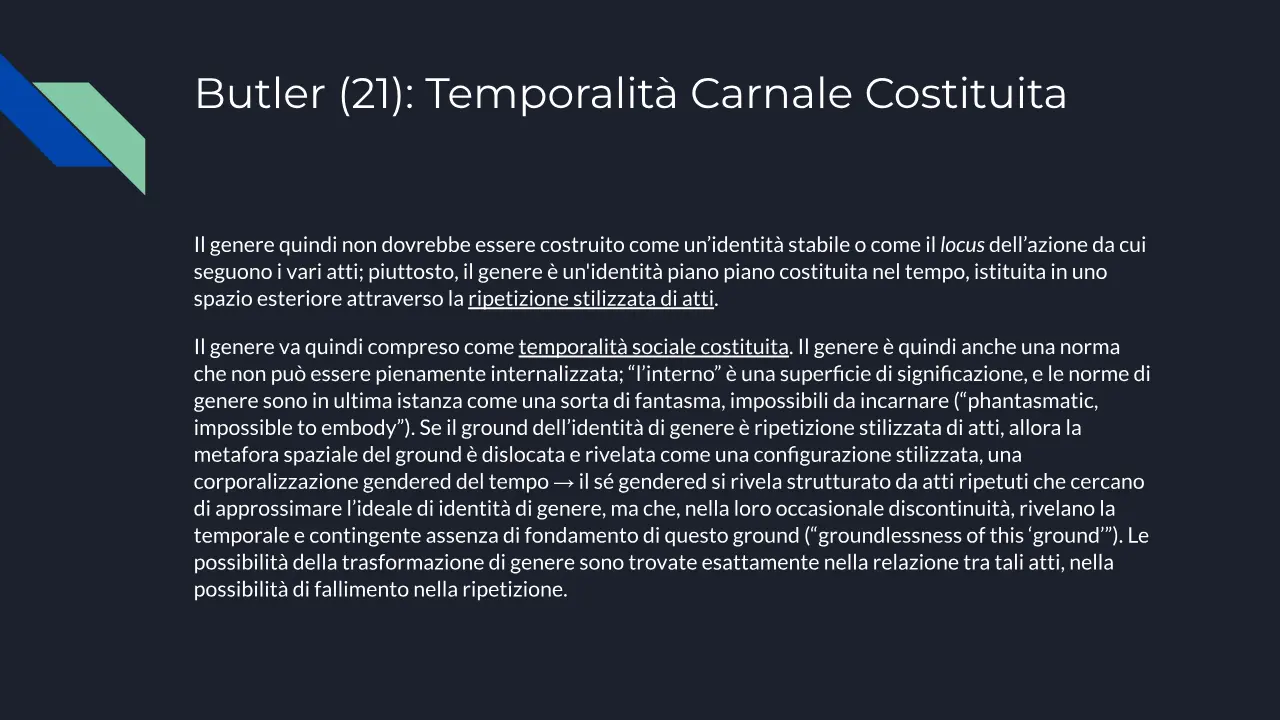 Butler (21): Temporalità Carnale Costituita
Il genere quindi non dovrebbe essere costruito come un’identità stabile o come il locus dell’azione da cui
seguono i vari atti; piuttosto, il genere è un'identità piano piano costituita nel tempo, istituita in uno
spazio esteriore attraverso la ripetizione stilizzata di atti.
Il genere va quindi compreso come temporalità sociale costituita. Il genere è quindi anche una norma
che non può essere pienamente internalizzata; “l’interno” è una superficie di significazione, e le norme di
genere sono in ultima istanza come una sorta di fantasma, impossibili da incarnare (“phantasmatic,
impossible to embody”). Se il ground dell’identità di genere è ripetizione stilizzata di atti, allora la
metafora spaziale del ground è dislocata e rivelata come una configurazione stilizzata, una
corporalizzazione gendered del tempo → il sé gendered si rivela strutturato da atti ripetuti che cercano
di approssimare l’ideale di identità di genere, ma che, nella loro occasionale discontinuità, rivelano la
temporale e contingente assenza di fondamento di questo ground (“groundlessness of this ‘ground’”). Le
possibilità della trasformazione di genere sono trovate esattamente nella relazione tra tali atti, nella
possibilità di fallimento nella ripetizione.